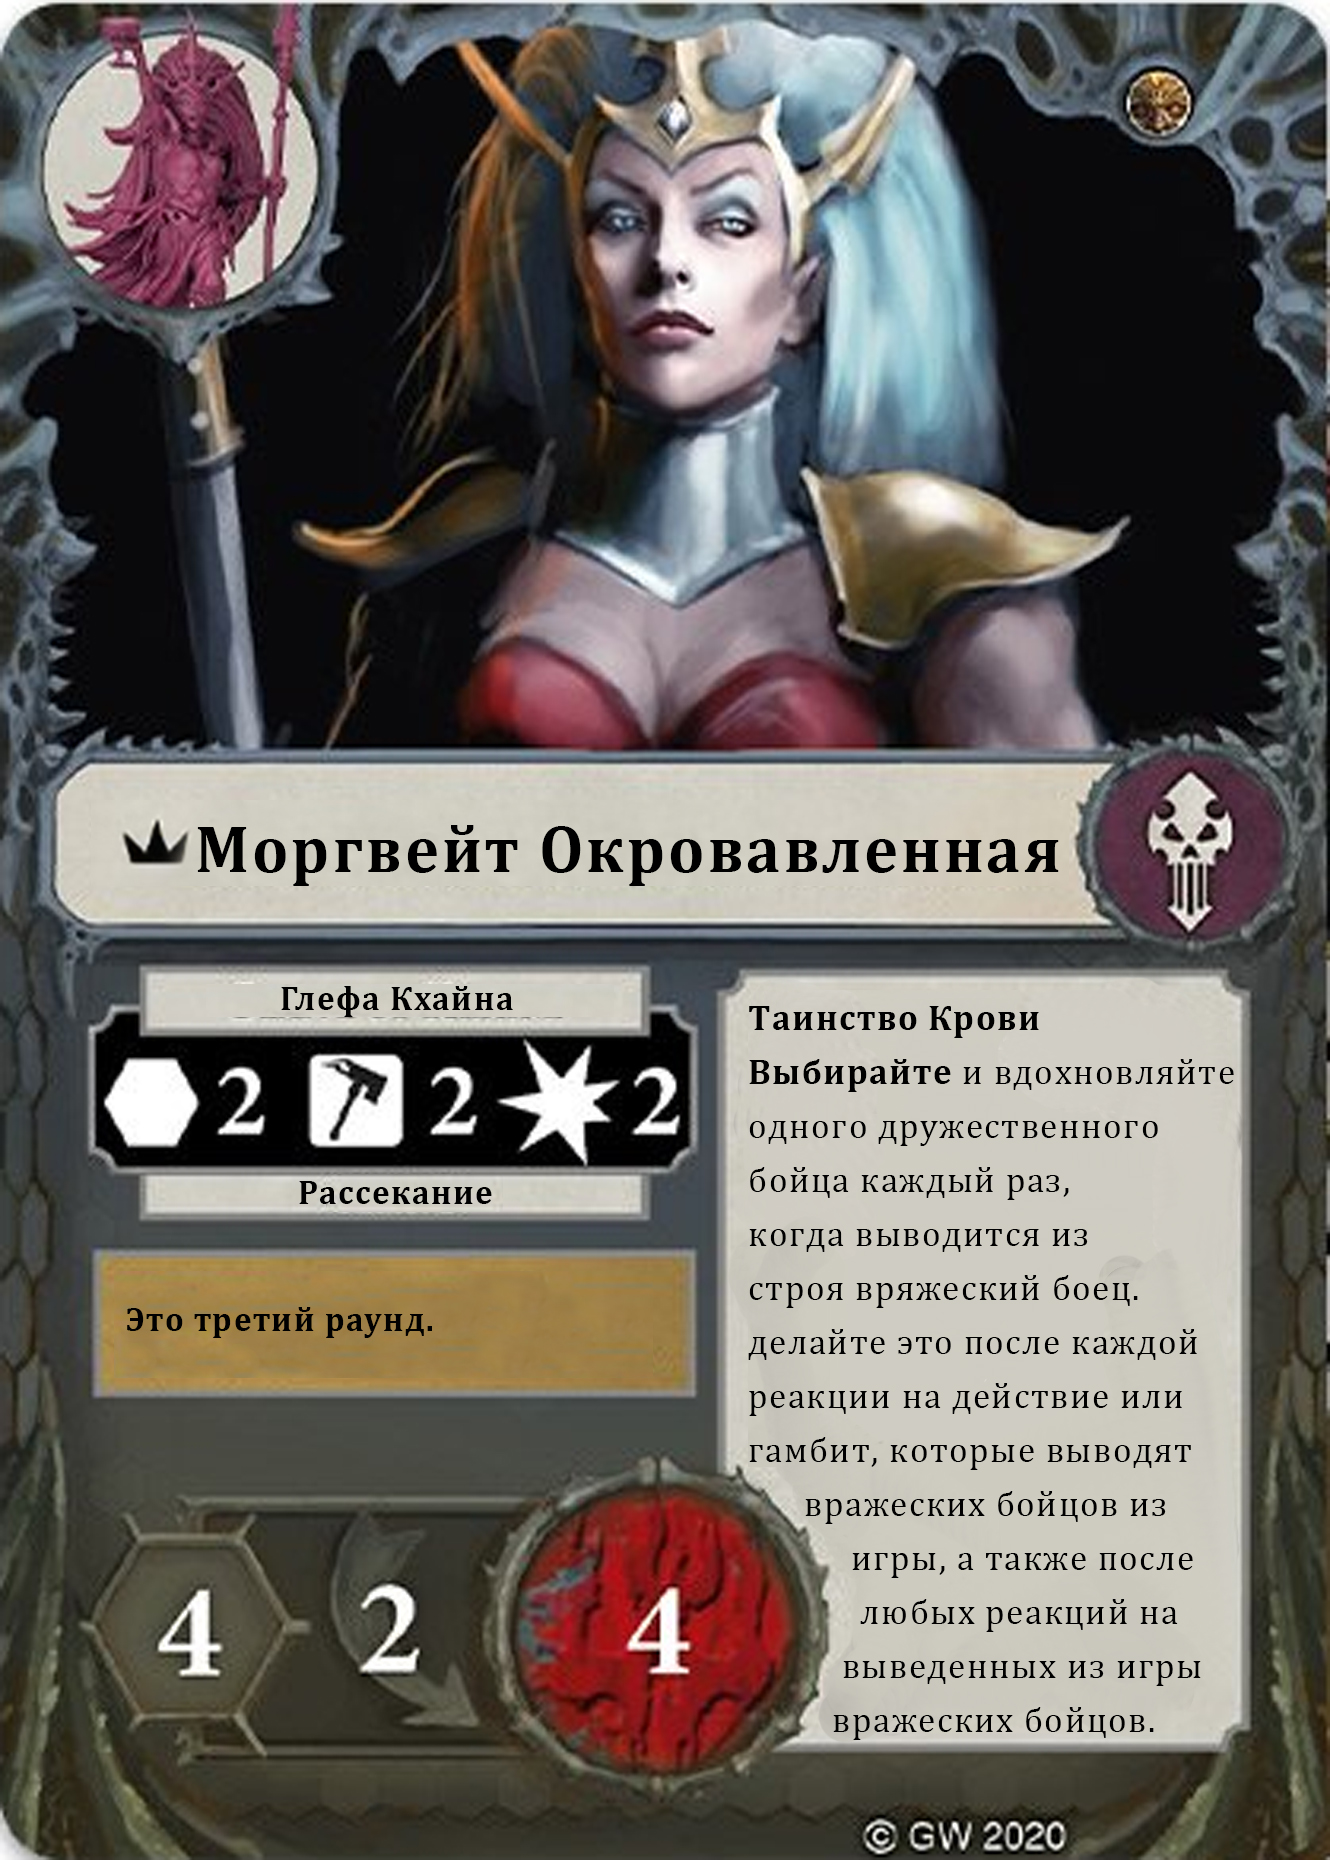 Моргвейт Окровавленная
Глефа Кхайна
2 2 2
Рассекание
Это третий раунд.
4 2 4
Таинство Крови
Выбирайте и вдохновляйте
одного дружественного
бойца каждый раз,
когда выводится из
строя вряжеский боец.
делайте это после каждой
реакции на действие или
гамбит, которые выводят
вражеских бойцов из
игры, а также после
любых реакций на
выведенных из игры
вражеских бойцов.
© GW 2020